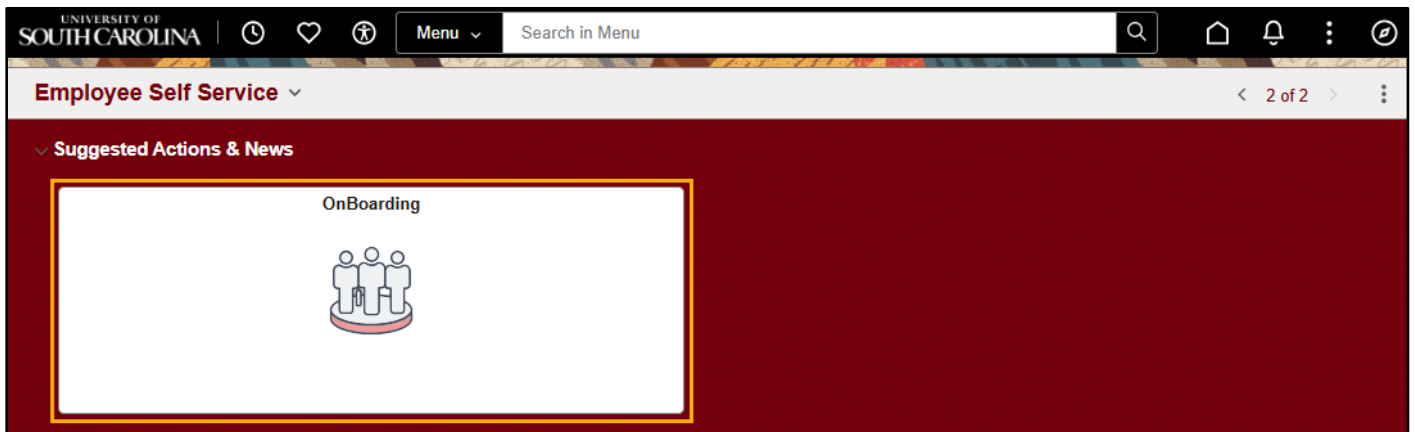 UNIVERSITY OF
SOUTH CAROLINA
Menu
Search in Menu
Employee Self Service
2 of 2
Suggested Actions & News
OnBoarding